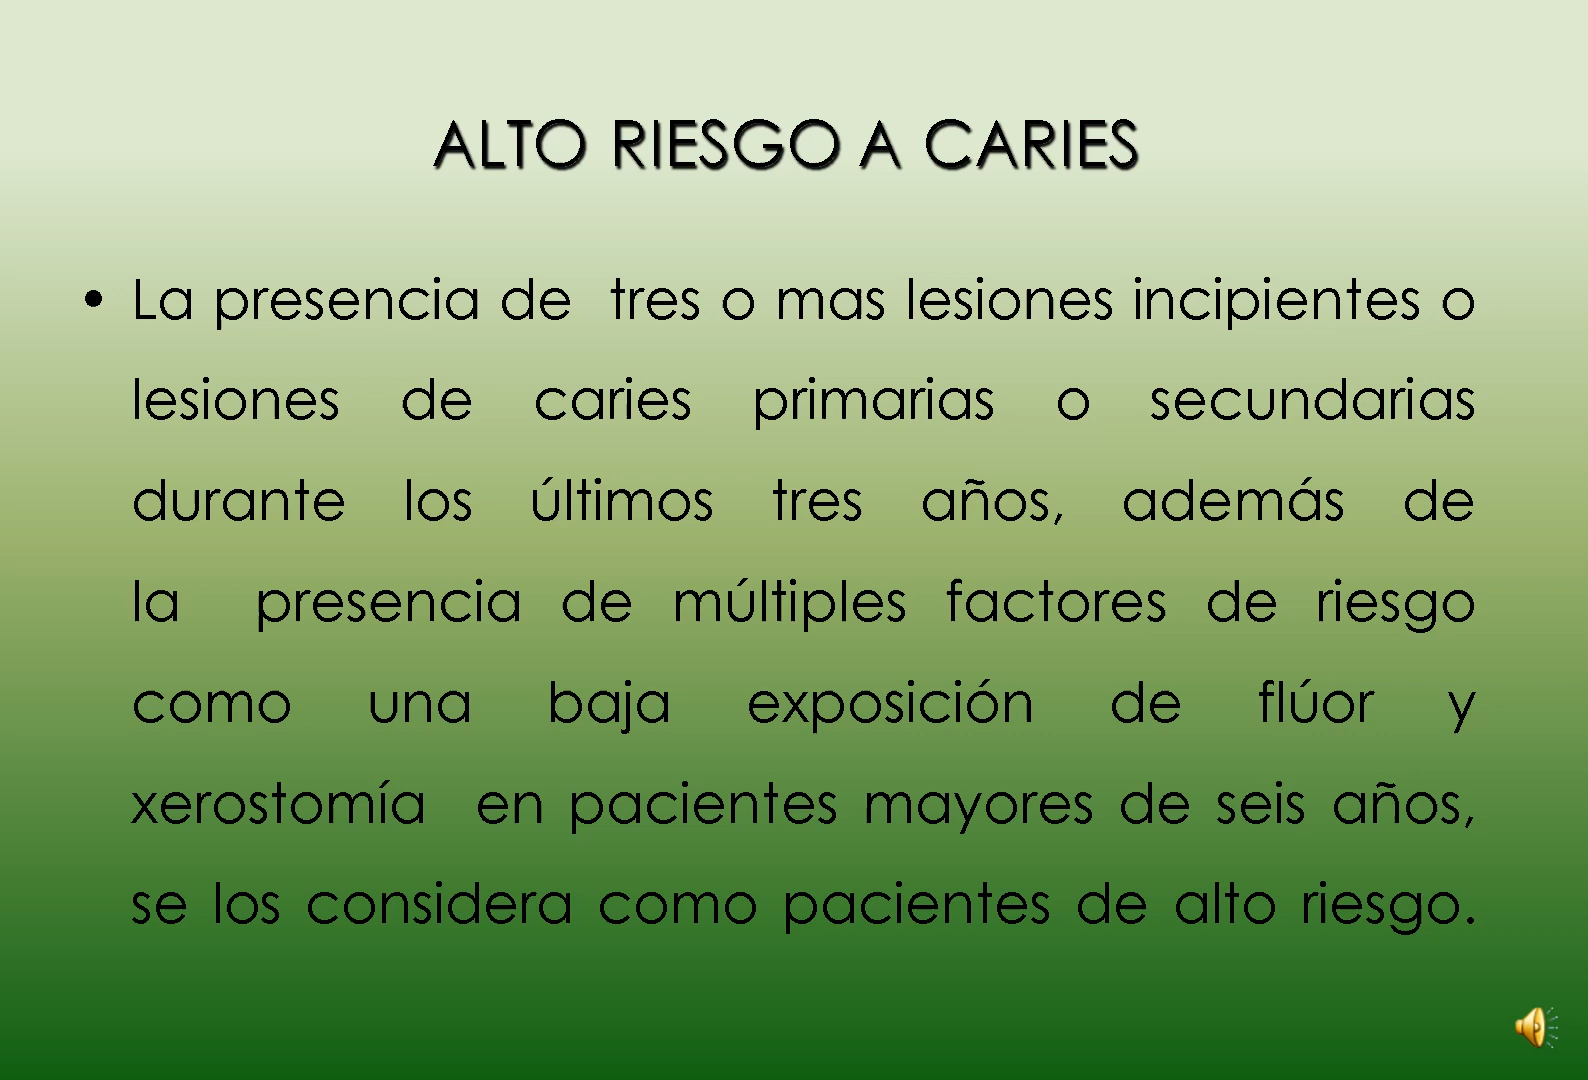 ALTO RIESGO A CARIES
• La presencia de tres o mas lesiones incipientes o
lesiones de caries primarias o secundarias
durante los últimos tres años, además de
la presencia de múltiples factores de riesgo
como una baja exposición de flúor y
xerostomía en pacientes mayores de seis años,
se los considera como pacientes de alto riesgo.